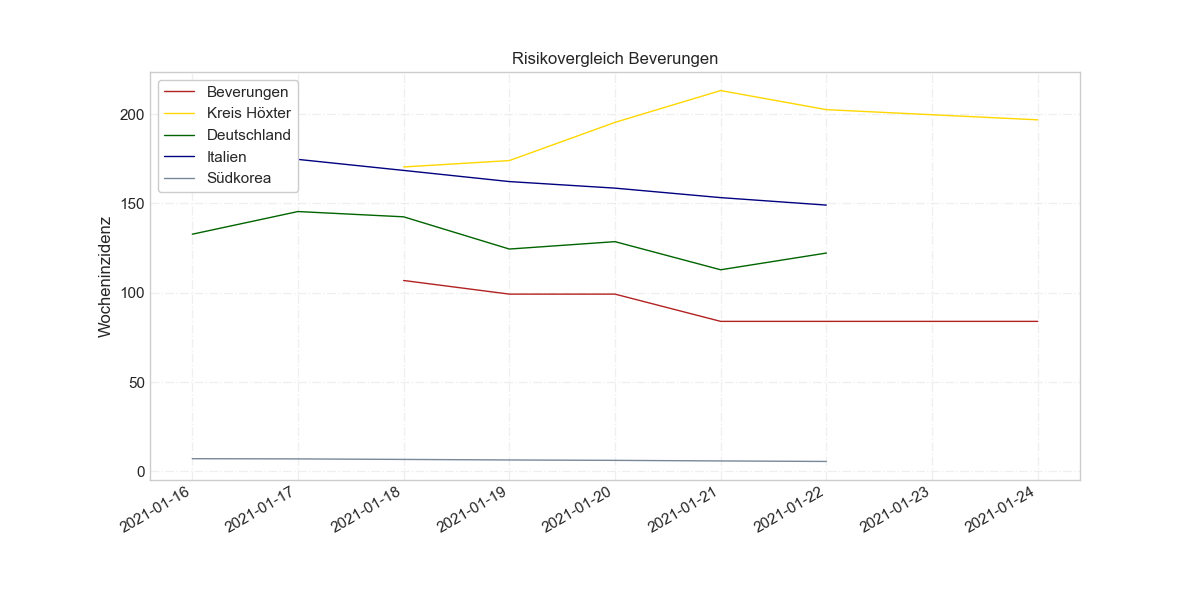 Risikovergleich Beverungen
Beverungen
Kreis Höxter
Deutschland
Italien
Südkorea
Wocheninzidenz
200
150
100
50
0
2021-01-16
2021-01-17
2021-01-18
2021-01-19
2021-01-20
2021-01-21
2021-01-22
2021-01-23
2021-01-24